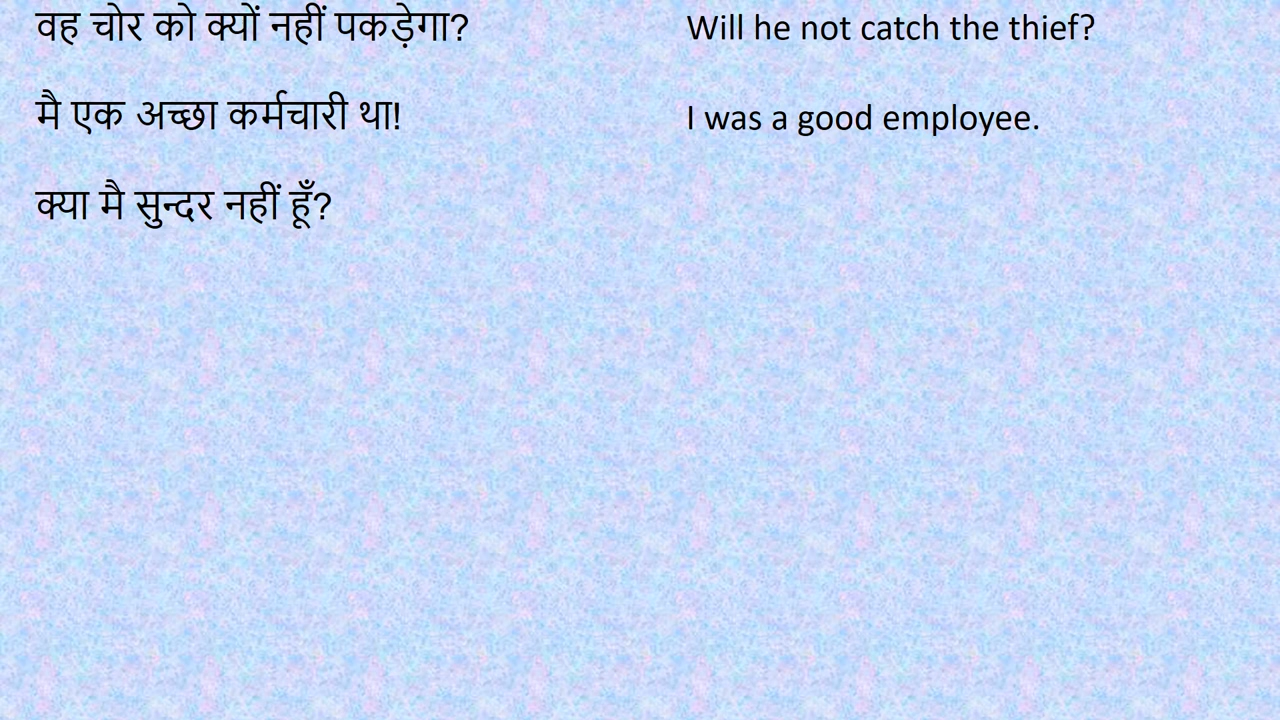 वह चोर को क्यों नहीं पकड़ेगा? Will he not catch the thief?
मै एक अच्छा कर्मचारी था! I was a good employee.
क्या मै सुन्दर नहीं हूँ?